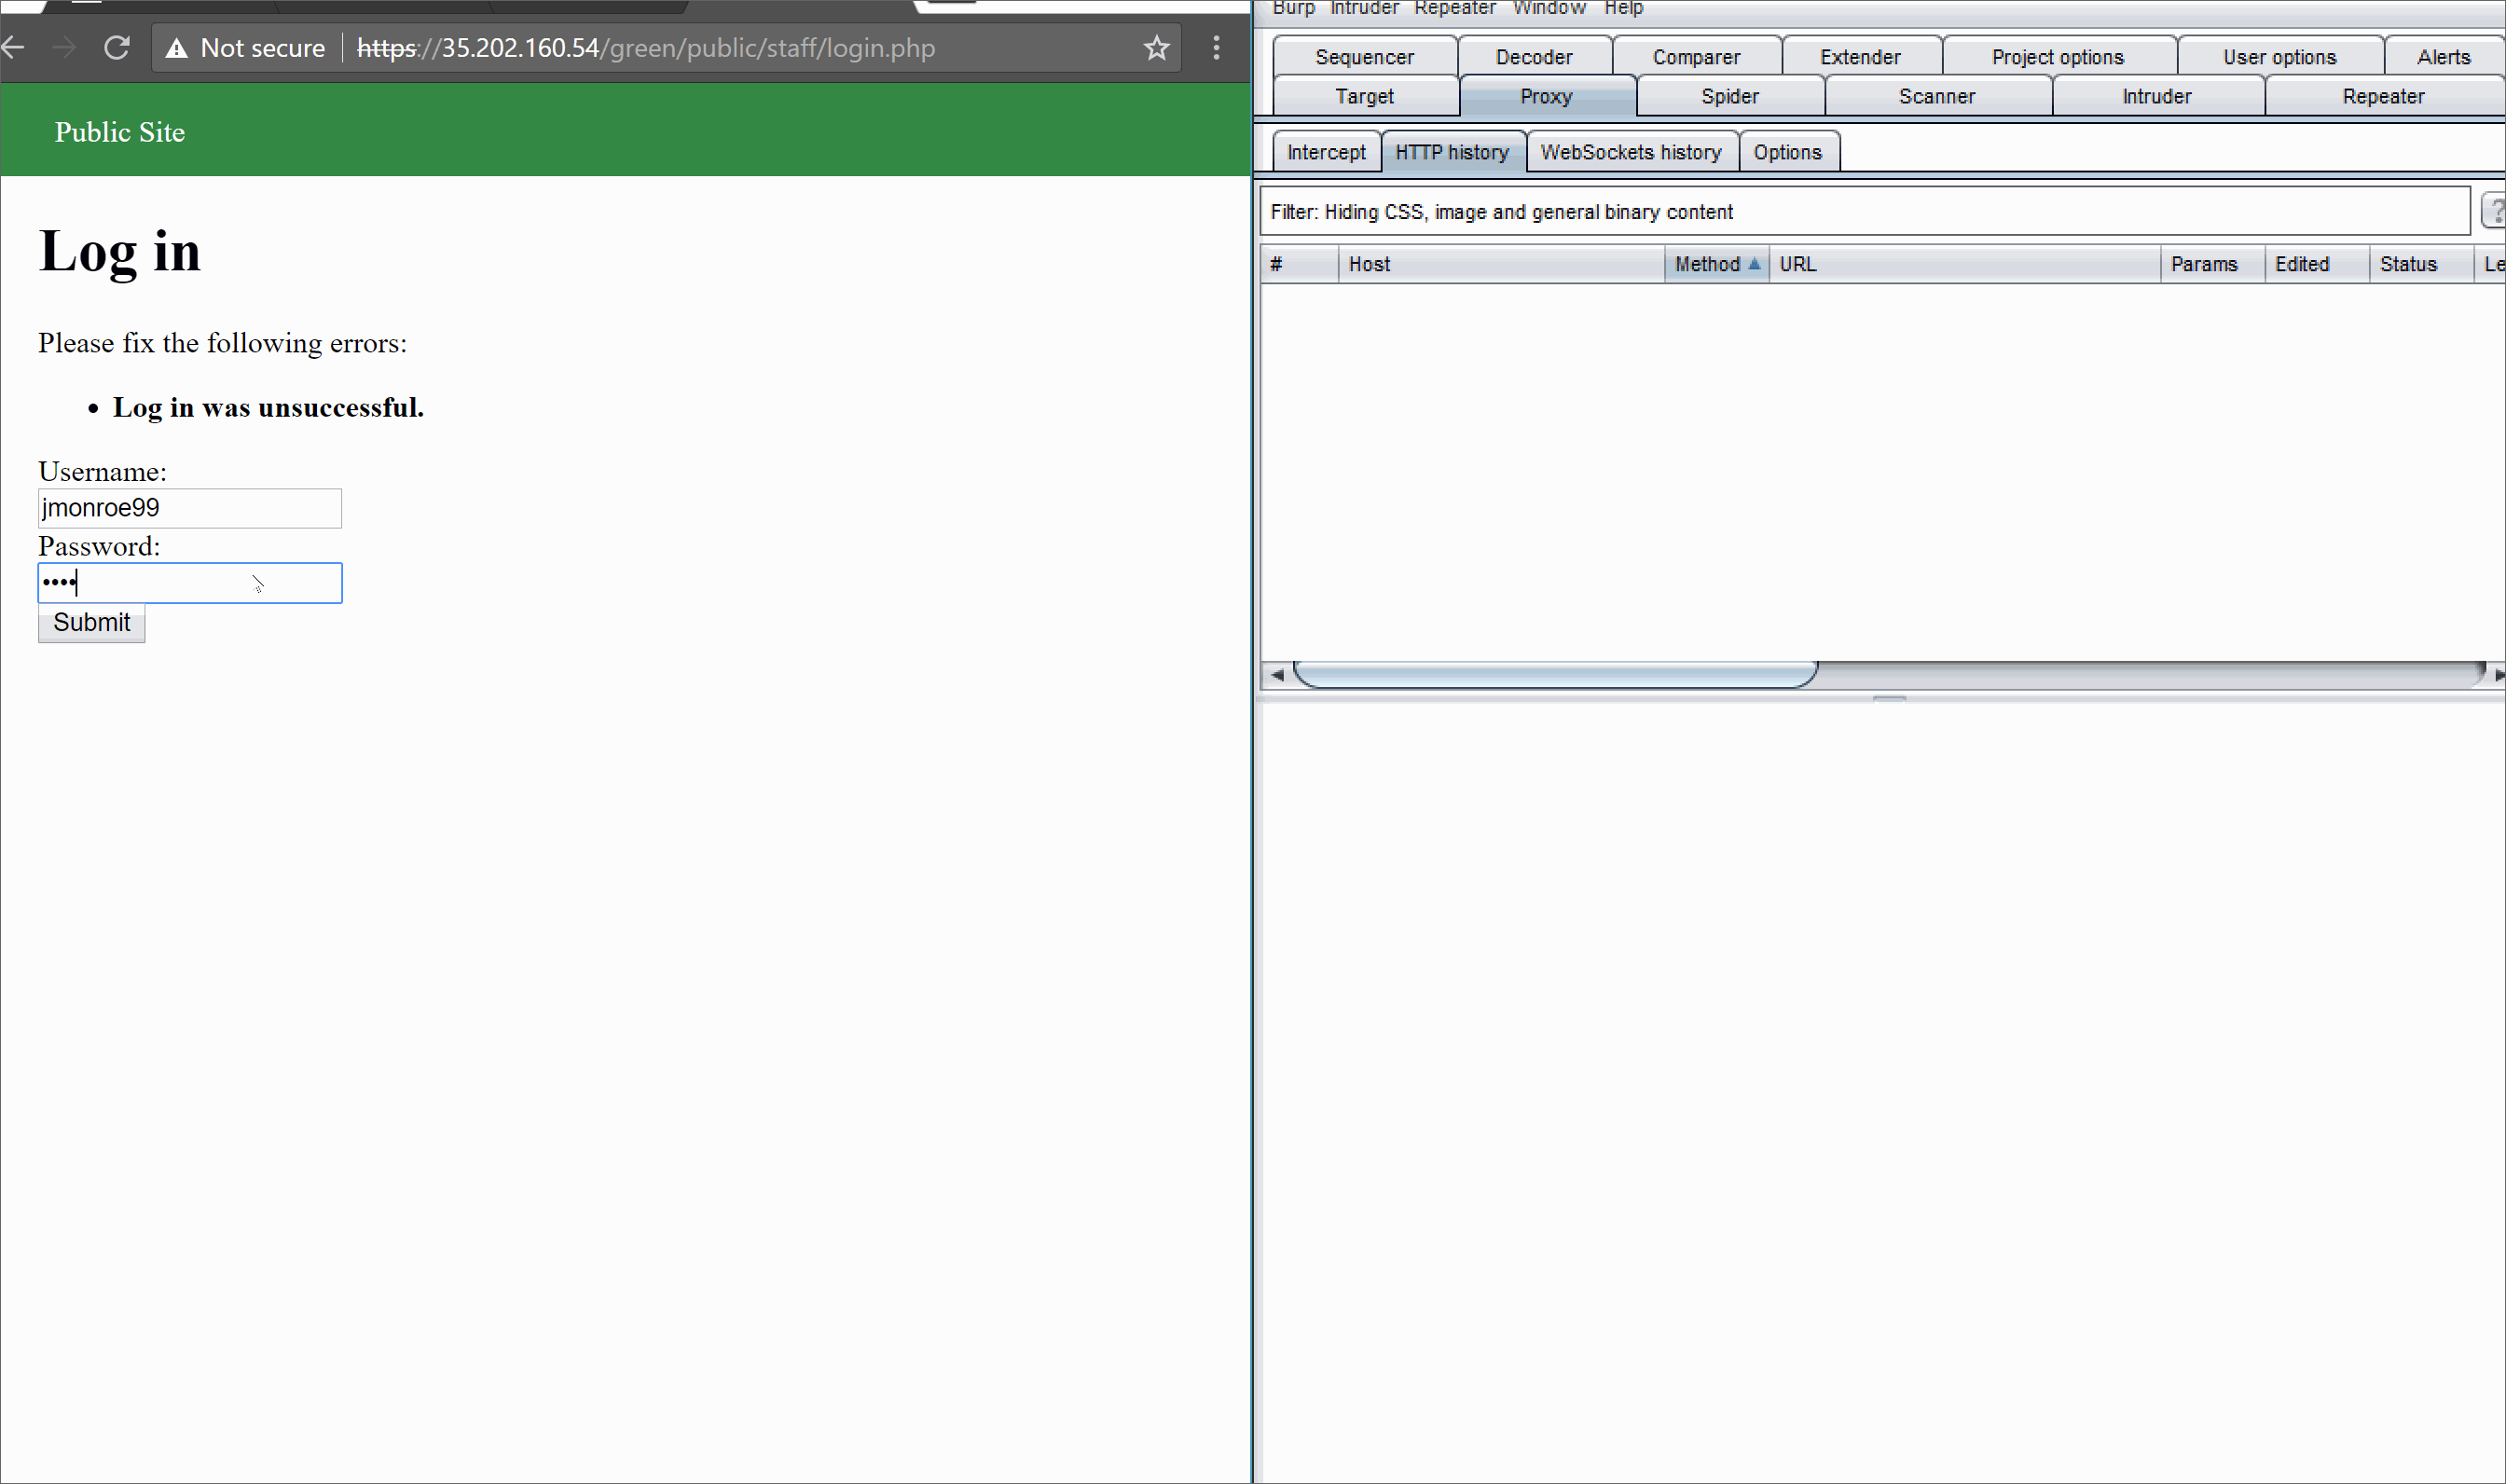 Not secure https://35.202.160.54/green/public/staff/login.php
Public Site
Log in
Please fix the following errors:
• Log in was unsuccessful.
Username:
jmonroe99
Password:
••••
Submit
Burp Intruder Repeater Window Help
Sequencer Decoder Comparer Extender Project options User options Alerts
Target Proxy Spider Scanner Intruder Repeater
Intercept HTTP history WebSockets history Options
Filter: Hiding CSS, image and general binary content ?
# Host Method URL Params Edited Status Le